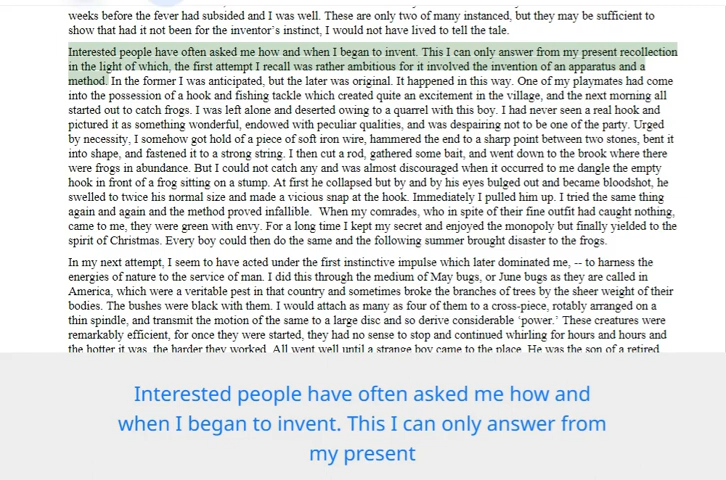 weeks before the fever had subsided and I was well. These are only two of many instanced, but they may be sufficient to
show that had it not been for the inventor's instinct, I would not have lived to tell the tale.
Interested people have often asked me how and when I began to invent. This I can only answer from my present recollection
in the light of which, the first attempt I recall was rather ambitious for it involved the invention of an apparatus and a
method. In the former I was anticipated, but the later was original. It happened in this way. One of my playmates had come
into the possession of a hook and fishing tackle which created quite an excitement in the village, and the next morning all
started out to catch frogs. I was left alone and deserted owing to a quarrel with this boy. I had never seen a real hook and
pictured it as something wonderful, endowed with peculiar qualities, and was despairing not to be one of the party. Urged
by necessity, I somehow got hold of a piece of soft iron wire, hammered the end to a sharp point between two stones, bent it
into shape, and fastened it to a strong string. I then cut a rod, gathered some bait, and went down to the brook where there
were frogs in abundance. But I could not catch any and was almost discouraged when it occurred to me dangle the empty
hook in front of a frog sitting on a stump. At first he collapsed but by and by his eyes bulged out and became bloodshot, he
swelled to twice his normal size and made a vicious snap at the hook. Immediately I pulled him up. I tried the same thing
again and again and the method proved infallible. When my comrades, who in spite of their fine outfit had caught nothing,
came to me, they were green with envy. For a long time I kept my secret and enjoyed the monopoly but finally yielded to the
spirit of Christmas. Every boy could then do the same and the following summer brought disaster to the frogs.
In my next attempt, I seem to have acted under the first instinctive impulse which later dominated me, -- to harness the
energies of nature to the service of man. I did this through the medium of May bugs, or June bugs as they are called in
America, which were a veritable pest in that country and sometimes broke the branches of trees by the sheer weight of their
bodies. The bushes were black with them. I would attach as many as four of them to a cross-piece, rotably arranged on a
thin spindle, and transmit the motion of the same to a large disc and so derive considerable 'power.' These creatures were
remarkably efficient, for once they were started, they had no sense to stop and continued whirling for hours and hours and
the hotter it was, the harder they worked. All went well until a strange boy came to the place. He was the son of a retired
Interested people have often asked me how and
when I began to invent. This I can only answer from
my present